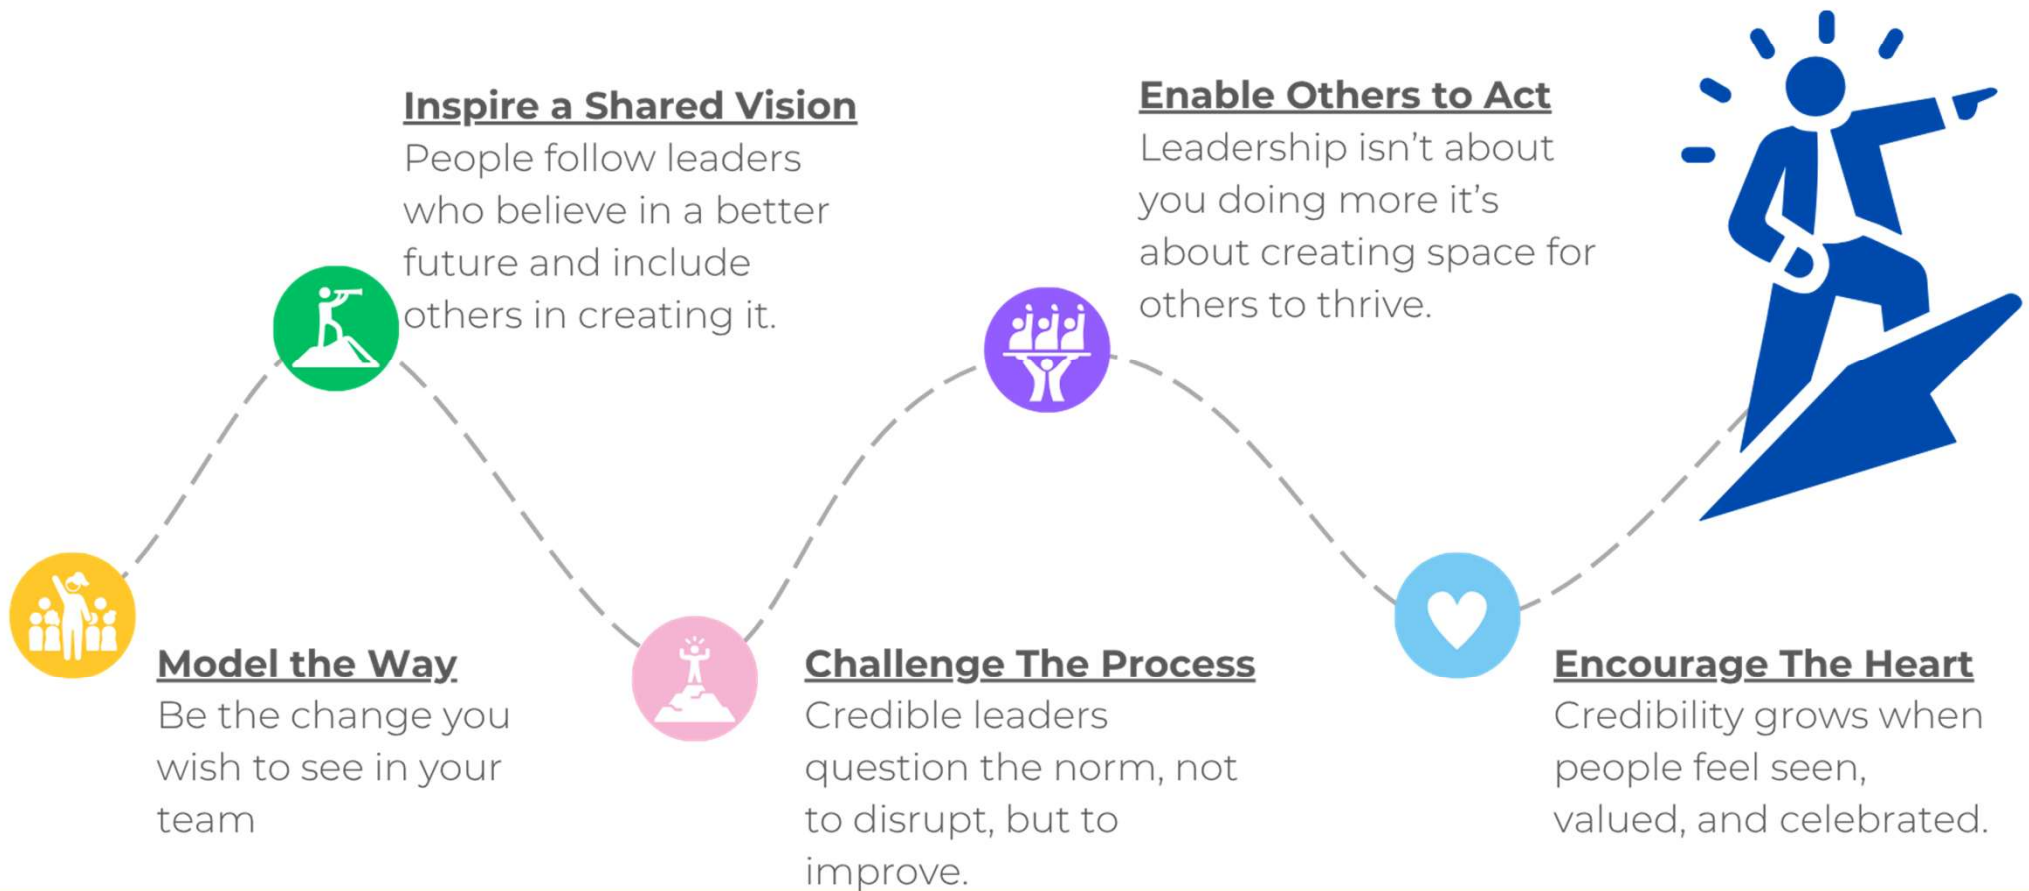 Inspire a Shared Vision
People follow leaders
who believe in a better
future and include
others in creating it.
Enable Others to Act
Leadership isn't about
you doing more it's
about creating space for
others to thrive.
Model the Way
Be the change you
wish to see in your
team
Challenge The Process
Credible leaders
question the norm, not
to disrupt, but to
improve.
Encourage The Heart
Credibility grows when
people feel seen,
valued, and celebrated.